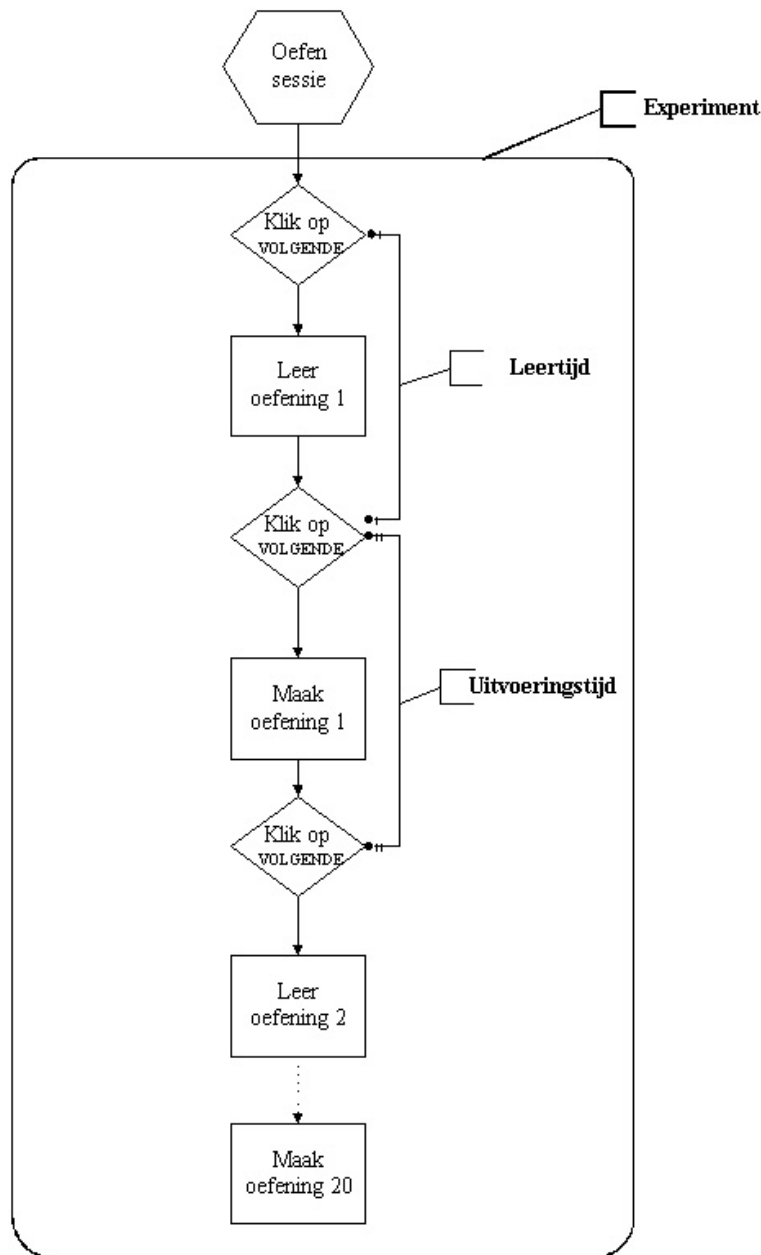 Oefen
sessie
Experiment
Klik op
VOLGENDE
Leer
oefening 1
Leertijd
Klik op
VOLGENDE
Maak
oefening 1
Uitvoeringstijd
Klik op
VOLGENDE
Leer
oefening 2
Maak
oefening 20